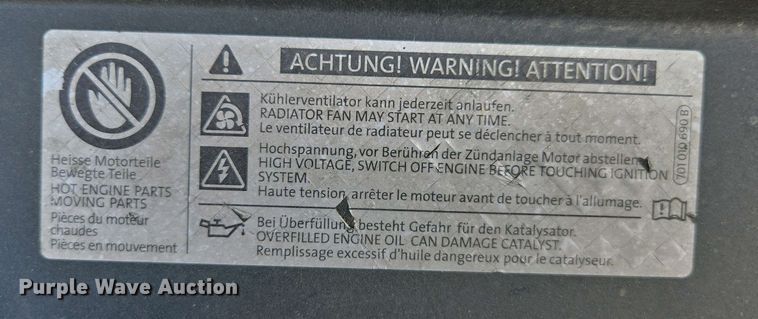 ACHTUNG! WARNING! ATTENTION!
Kühlerventilator kann jederzeit anlaufen.
RADIATOR FAN MAY START AT ANY TIME.
Le ventilateur de radiateur peut se déclencher à tout moment.
Hochspannung, vor Berühren der Zündanlage Motor abstellen.
HIGH VOLTAGE, SWITCH OFF ENGINE BEFORE TOUCHING IGNITION
SYSTEM.
Haute tension, arrêter le moteur avant de toucher à l'allumage.
Bei Überfüllung besteht Gefahr für den Katalysator.
OVERFILLED ENGINE OIL CAN DAMAGE CATALYST.
Remplissage excessif d'huile dangereux pour le catalyseur.
Heisse Motorteile
Bewegte Teile
HOT ENGINE PARTS
MOVING PARTS
Pièces du moteur
chaudes
Pièces en mouvement
Purple Wave Auction